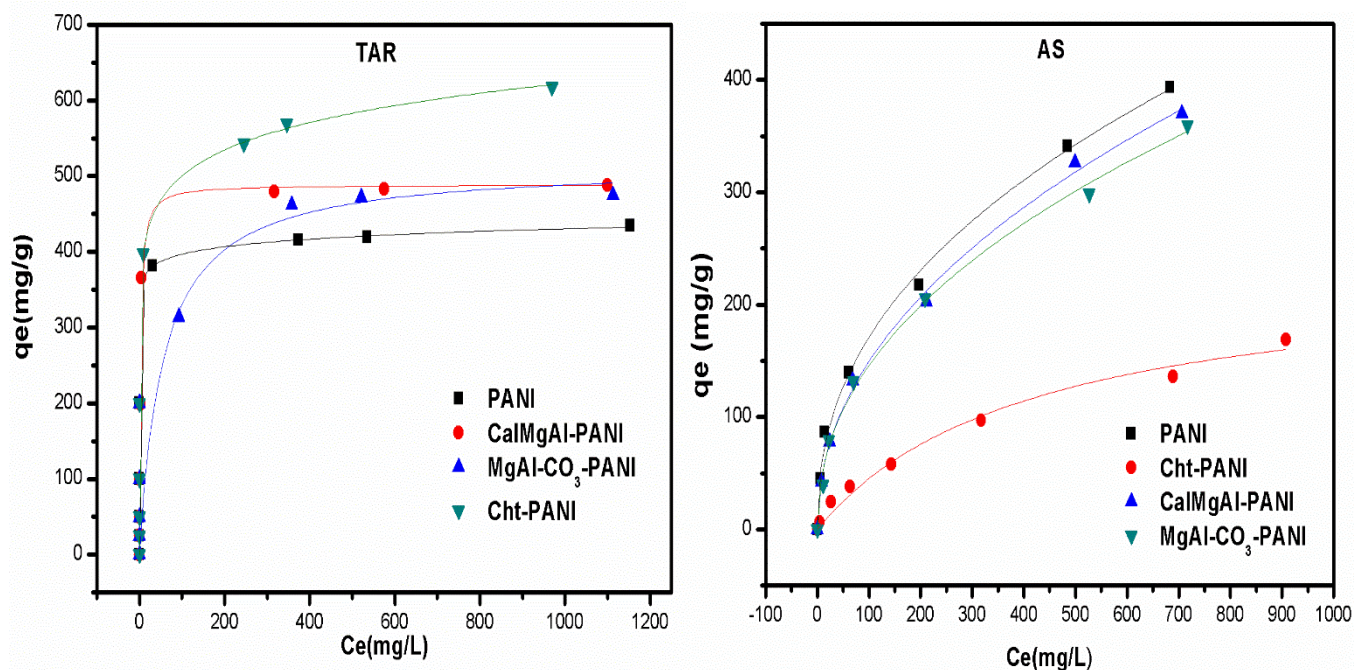 TAR
qe(mg/g)
700
600
500
400
300
200
100
0
0 200 400 600 800 1000 1200
Ce(mg/L)
PANI
CalMgAl-PANI
MgAl-CO₃-PANI
Cht-PANI
AS
qe (mg/g)
400
300
200
100
0
-100 0 100 200 300 400 500 600 700 800 900 1000
Ce(mg/L)
PANI
Cht-PANI
CalMgAl-PANI
MgAl-CO₃-PANI